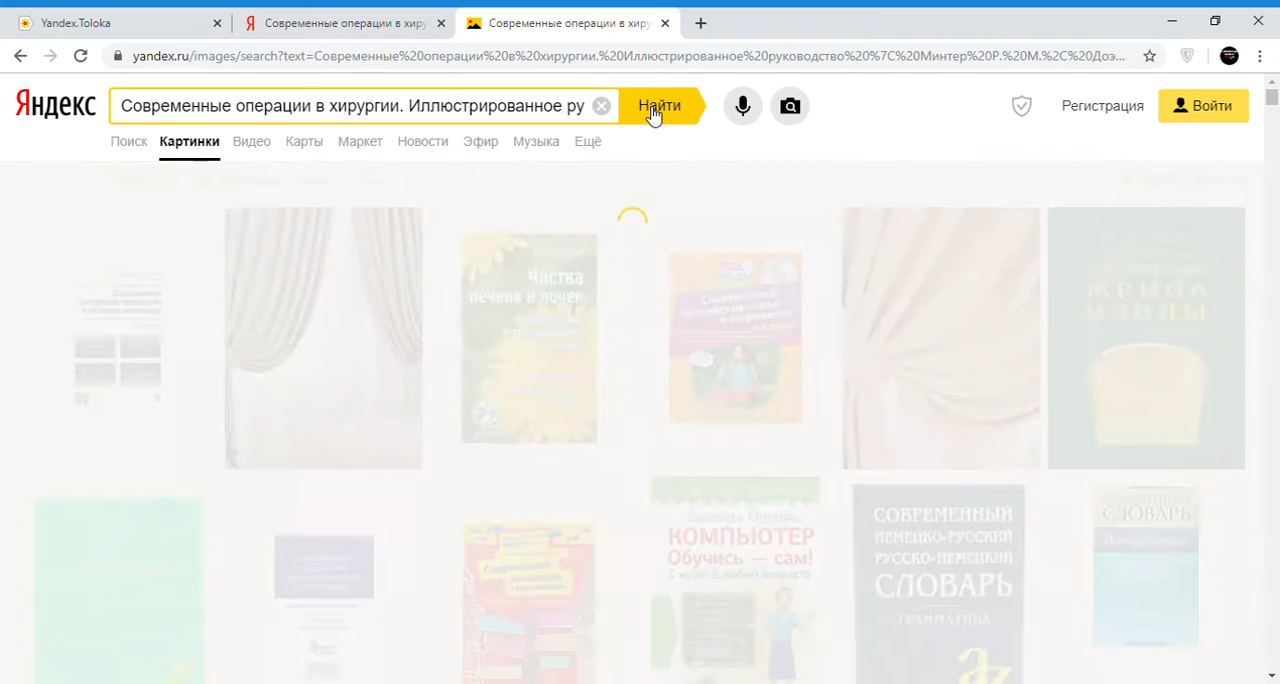 Yandex.Toloka
Современные операции в хиру
Современные операции в хиру
yandex.ru/images/search?text=Современные%20операции%20в%20хирургии.%20Иллюстрированное%20руководство%20%7C%20Минтер%20Р.%20М.%2C%20Доэ...
Яндекс
Современные операции в хирургии. Иллюстрированное ру
Найти
Регистрация
Войти
Поиск Картинки Видео Карты Маркет Новости Эфир Музыка Ещё
Чистка
печени и почек
КОМПЬЮТЕР
Обучись — сам!
СОВРЕМЕННЫЙ
НЕМЕЦКО-РУССКИЙ
РУССКО-НЕМЕЦКИЙ
СЛОВАРЬ
ГРАММАТИКА
СЛОВАРЬ